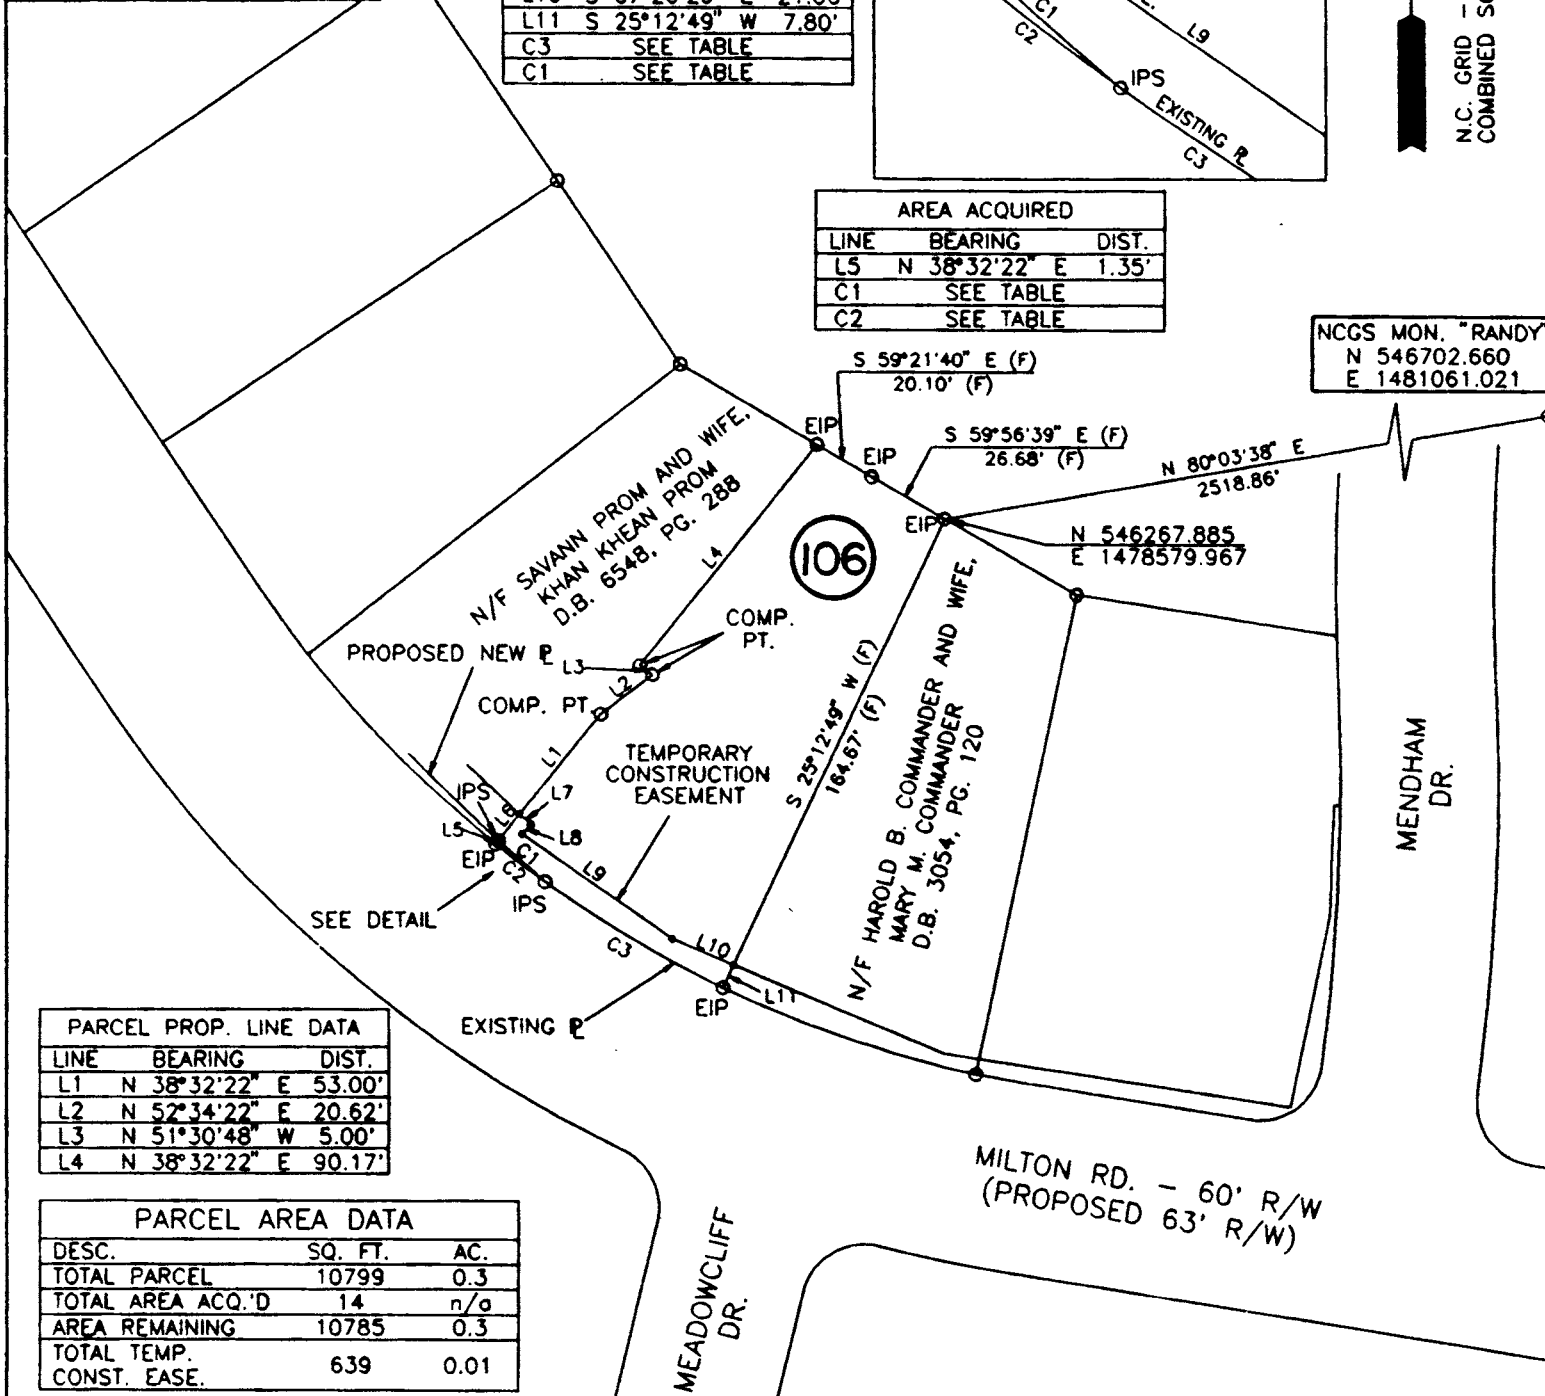 L11 S 25°12'49" W 7.80'
C3 SEE TABLE
C1 SEE TABLE
C1
C2
L9
IPS
EXISTING PL
C3
N.C. GRID -
COMBINED
AREA ACQUIRED
LINE BEARING DIST.
L5 N 38°32'22" E 1.35'
C1 SEE TABLE
C2 SEE TABLE
NCGS MON. "RANDY"
N 546702.660
E 1481061.021
S 59°21'40" E (F)
20.10' (F)
S 59°56'39" E (F)
26.68' (F)
N 80°03'38" E
2518.86'
EIP
EIP
EIP
N 546267.885
E 1478579.967
106
N/F SAVANN PROM AND WIFE,
KHAN KHEAN PROM
D.B. 6548, PG. 288
L4
COMP.
PT.
PROPOSED NEW PL
L3
L2
COMP. PT.
L1
TEMPORARY
CONSTRUCTION
EASEMENT
S 25°12'49" W (F)
164.67' (F)
N/F HAROLD B. COMMANDER AND WIFE,
MARY M. COMMANDER
D.B. 3054, PG. 120
MENDHAM
DR.
IPS
L6
L7
L5
L8
EIP
C1
C2
L9
IPS
SEE DETAIL
C3
L10
L11
EIP
EXISTING PL
PARCEL PROP. LINE DATA
LINE BEARING DIST.
L1 N 38°32'22" E 53.00'
L2 N 52°34'22" E 20.62'
L3 N 51°30'48" W 5.00'
L4 N 38°32'22" E 90.17'
MILTON RD. - 60' R/W
(PROPOSED 63' R/W)
MEADOWCLIFF
DR.
PARCEL AREA DATA
DESC. SQ. FT. AC.
TOTAL PARCEL 10799 0.3
TOTAL AREA ACQ.'D 14 n/a
AREA REMAINING 10785 0.3
TOTAL TEMP.
CONST. EASE. 639 0.01